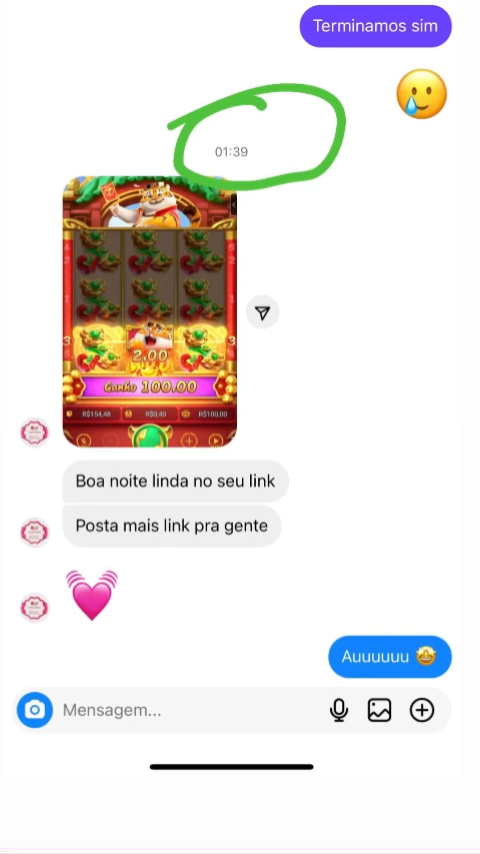 Terminamos sim
01:39
2.00
Ganho 100.00
R$154,48 R$0,40 R$100,00
Boa noite linda no seu link
Posta mais link pra gente
Auuuuuu
Mensagem...